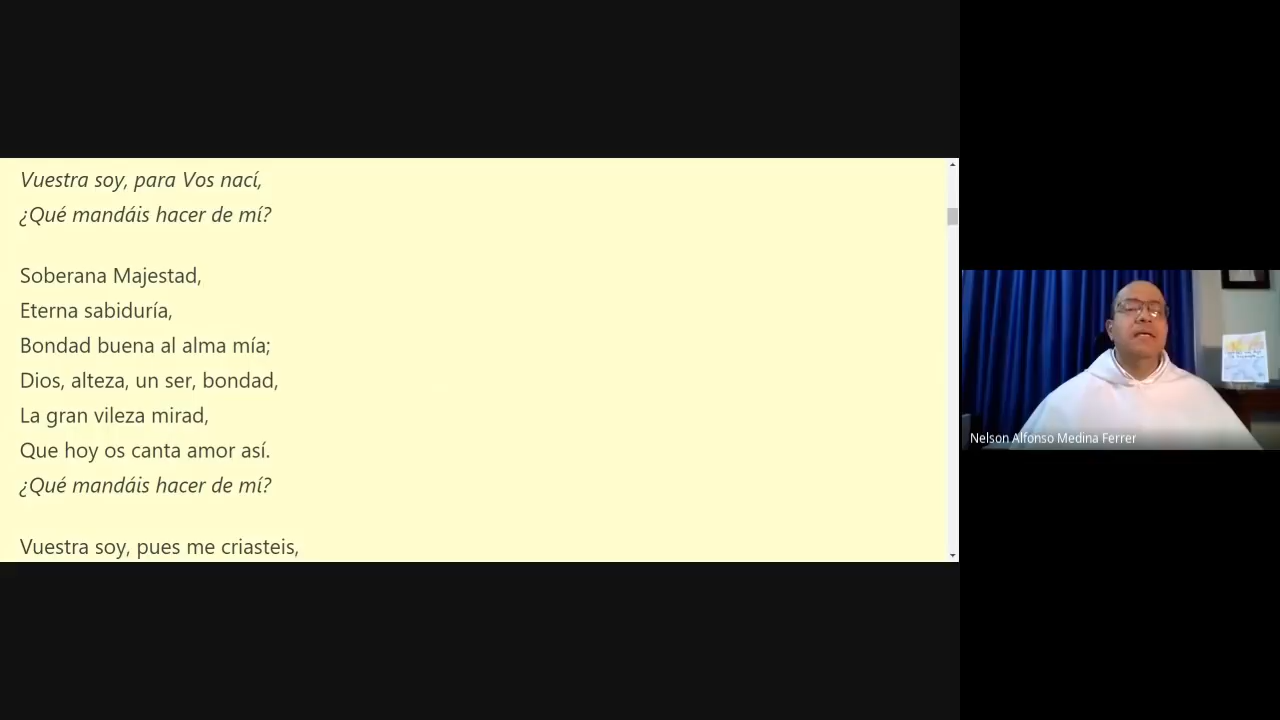 Vuestra soy, para Vos nací,
¿Qué mandáis hacer de mí?
Soberana Majestad,
Eterna sabiduría,
Bondad buena al alma mía;
Dios, alteza, un ser, bondad,
La gran vileza mirad,
Que hoy os canta amor así.
¿Qué mandáis hacer de mí?
Vuestra soy, pues me criasteis,
Nelson Alfonso Medina Ferrer